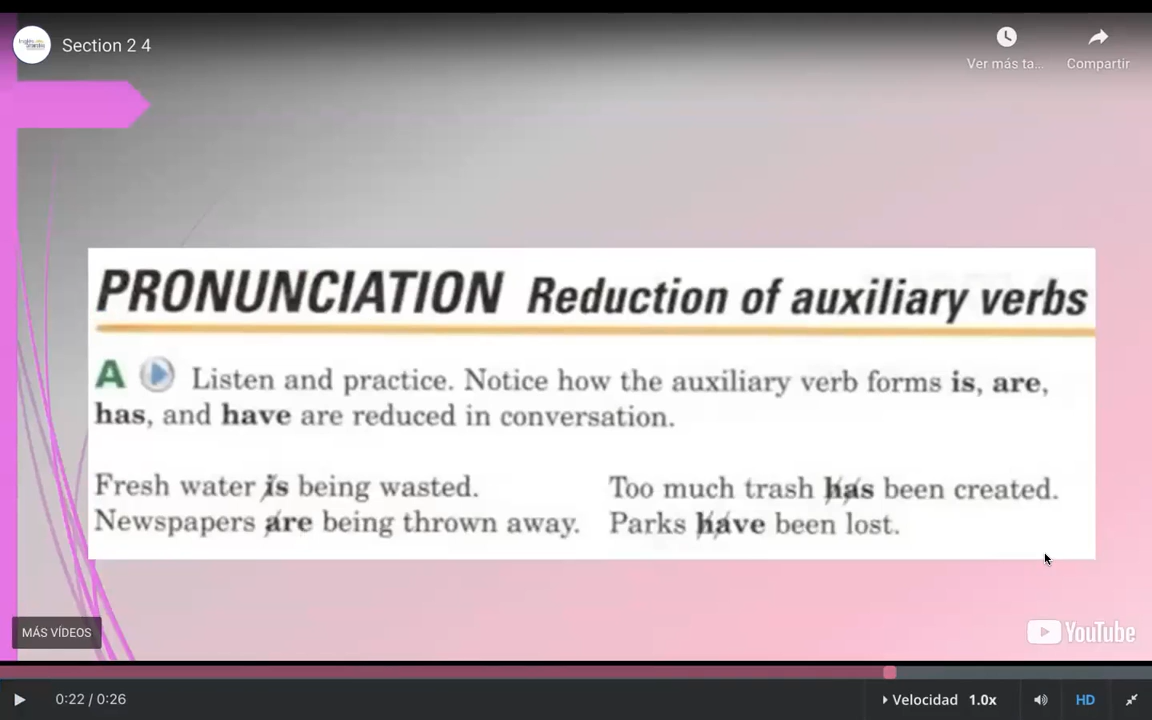 Section 2 4
Ver más ta...
Compartir
PRONUNCIATION Reduction of auxiliary verbs
A Listen and practice. Notice how the auxiliary verb forms is, are,
has, and have are reduced in conversation.
Fresh water is being wasted.
Too much trash has been created.
Newspapers are being thrown away.
Parks have been lost.
MÁS VÍDEOS
YouTube
0:22 / 0:26
Velocidad 1.0x
HD